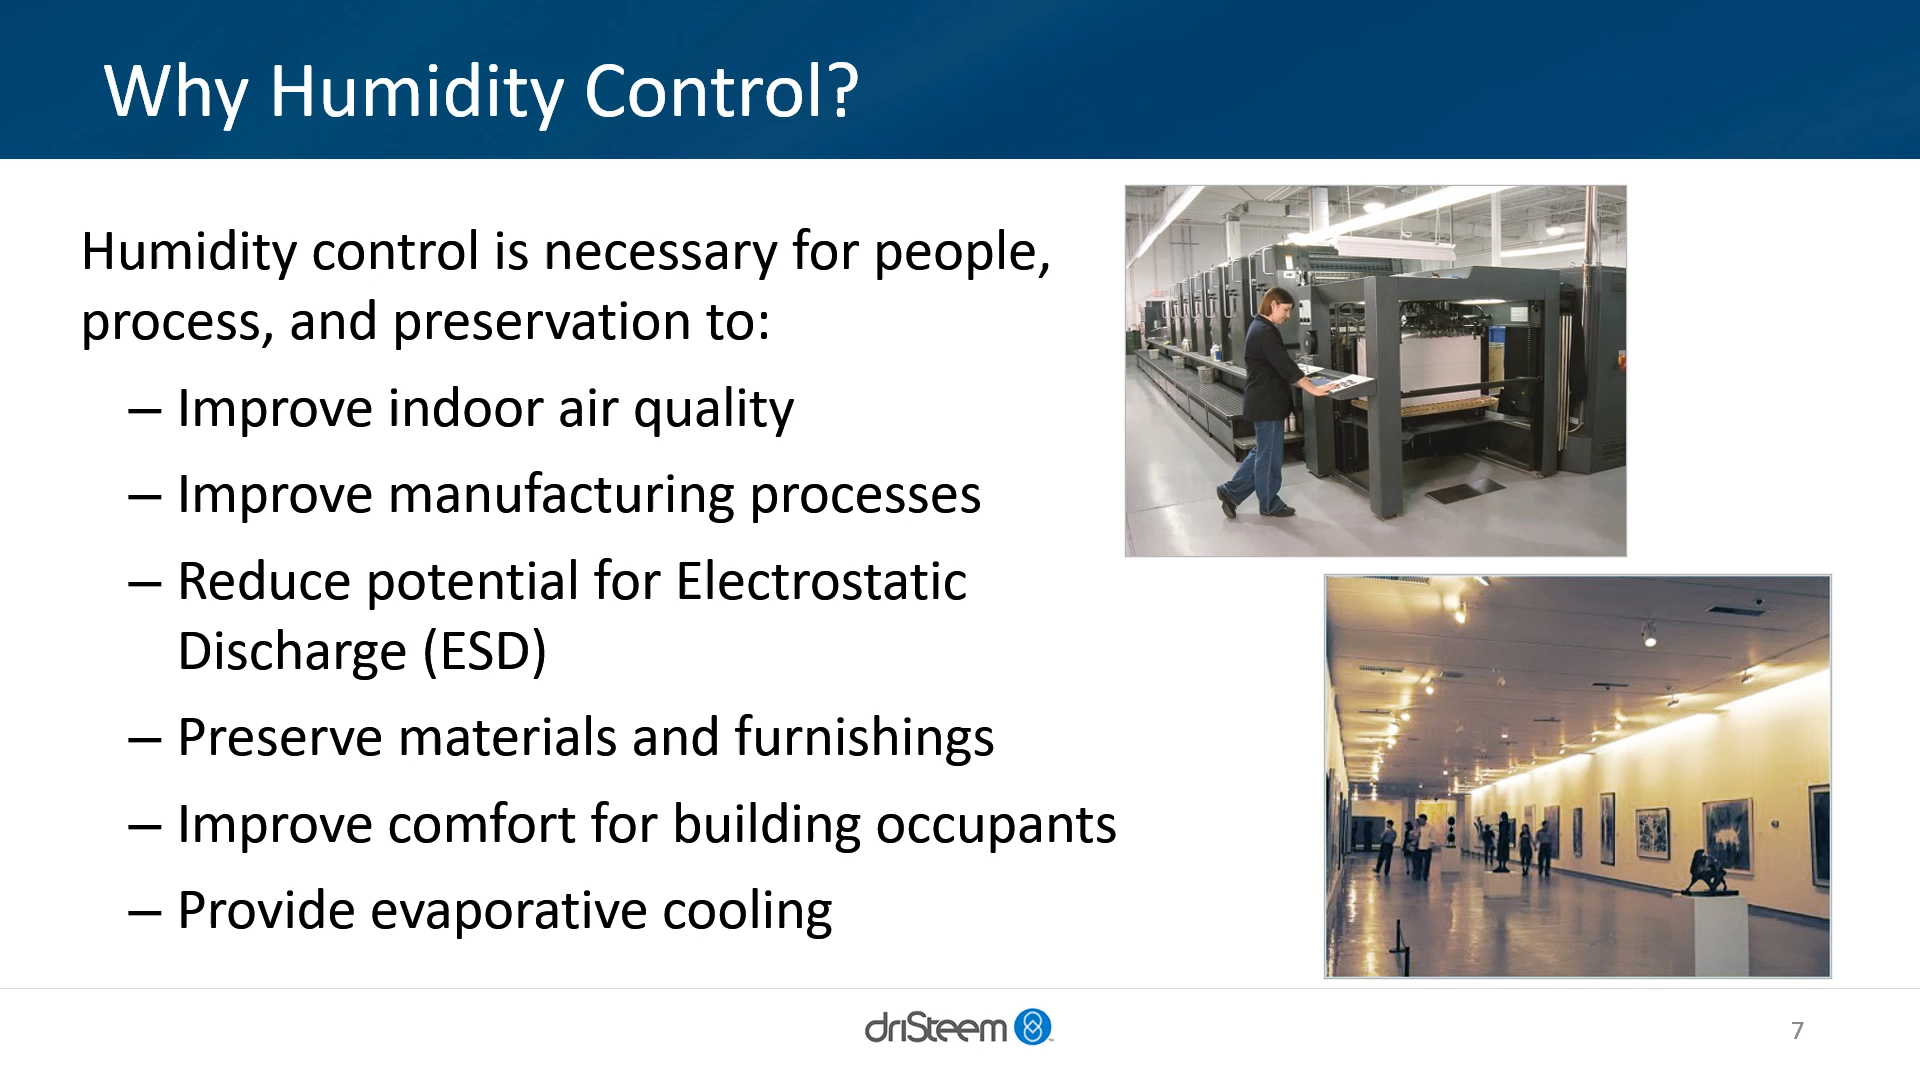 Why Humidity Control?
Humidity control is necessary for people,
process, and preservation to:
– Improve indoor air quality
– Improve manufacturing processes
– Reduce potential for Electrostatic
Discharge (ESD)
– Preserve materials and furnishings
– Improve comfort for building occupants
– Provide evaporative cooling
driSteem
7